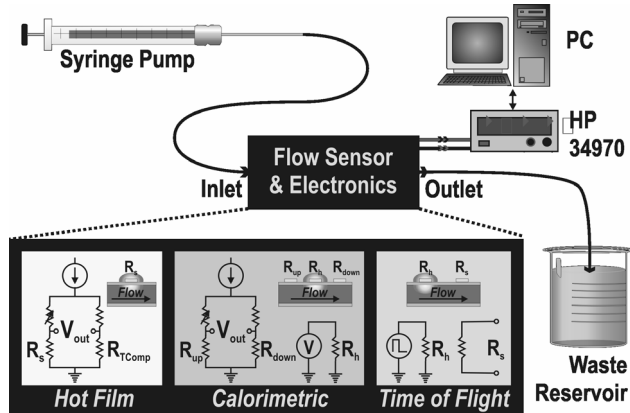 Syringe Pump
PC
HP
34970
Flow Sensor
& Electronics
Inlet
Outlet
Waste
Reservoir
Rs
Flow
Vout
Rs
RTComp
Hot Film
Rup Rh Rdown
Flow
Vout
Rup
Rdown
V
Rh
Calorimetric
Rh
Rs
Flow
Rh
Rs
Time of Flight